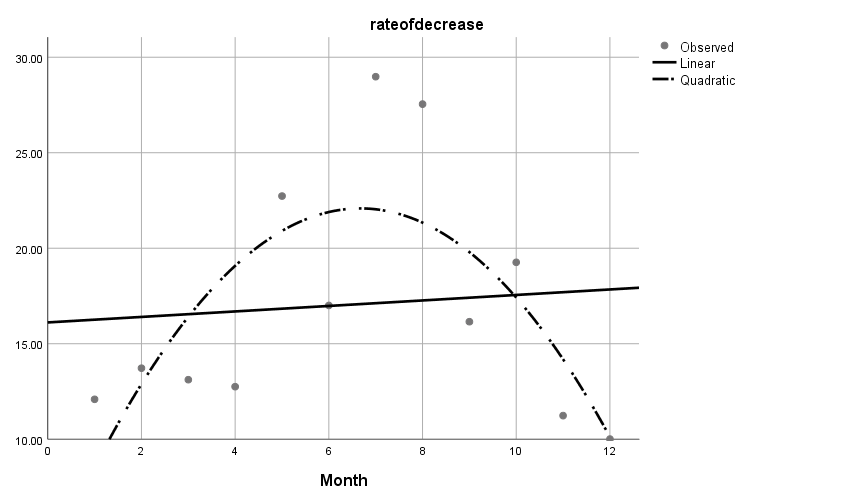 rateofdecrease
Observed
Linear
Quadratic
30.00
25.00
20.00
15.00
10.00
0 2 4 6 8 10 12
Month